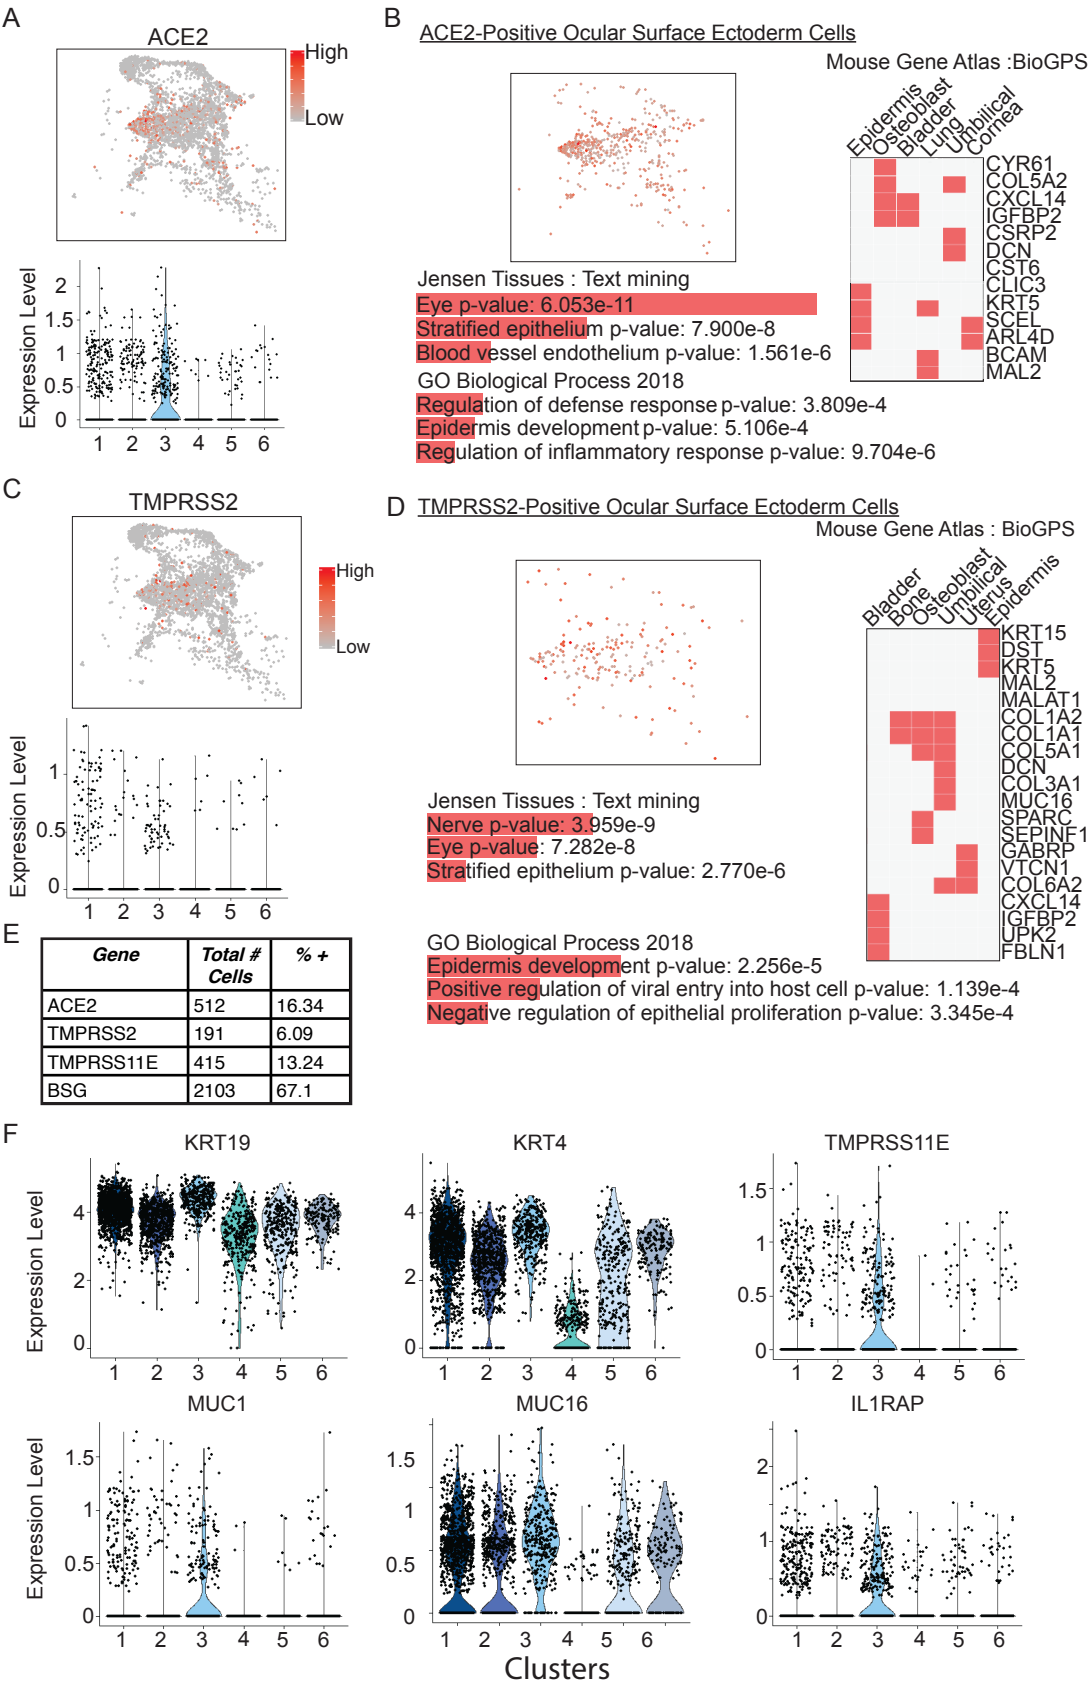 A
ACE2
High
Low
Expression Level
2
1.5
1
0.5
0
1 2 3 4 5 6
B
ACE2-Positive Ocular Surface Ectoderm Cells
Mouse Gene Atlas :BioGPS
Epidermis
Osteoblast
Bladder
Lung
Umbilical
Cornea
CYR61
COL5A2
CXCL14
IGFBP2
CSRP2
DCN
CST6
CLIC3
KRT5
SCEL
ARL4D
BCAM
MAL2
Jensen Tissues : Text mining
Eye p-value: 6.053e-11
Stratified epithelium p-value: 7.900e-8
Blood vessel endothelium p-value: 1.561e-6
GO Biological Process 2018
Regulation of defense response p-value: 3.809e-4
Epidermis development p-value: 5.106e-4
Regulation of inflammatory response p-value: 9.704e-6
C
TMPRSS2
High
Low
Expression Level
1
0.5
0
1 2 3 4 5 6
D
TMPRSS2-Positive Ocular Surface Ectoderm Cells
Mouse Gene Atlas : BioGPS
Bladder
Bone
Osteoblast
Umbilical
Uterus
Epidermis
KRT15
DST
KRT5
MAL2
MALAT1
COL1A2
COL1A1
COL5A1
DCN
COL3A1
MUC16
SPARC
SEPINF1
GABRP
VTCN1
COL6A2
CXCL14
IGFBP2
UPK2
FBLN1
Jensen Tissues : Text mining
Nerve p-value: 3.959e-9
Eye p-value: 7.282e-8
Stratified epithelium p-value: 2.770e-6
GO Biological Process 2018
Epidermis development p-value: 2.256e-5
Positive regulation of viral entry into host cell p-value: 1.139e-4
Negative regulation of epithelial proliferation p-value: 3.345e-4
E
Gene Total # Cells % +
ACE2 512 16.34
TMPRSS2 191 6.09
TMPRSS11E 415 13.24
BSG 2103 67.1
F
KRT19
Expression Level
4
2
0
1 2 3 4 5 6
KRT4
4
2
0
1 2 3 4 5 6
TMPRSS11E
1.5
1
0.5
0
1 2 3 4 5 6
MUC1
Expression Level
1.5
1
0.5
0
1 2 3 4 5 6
MUC16
1.5
1
0.5
0
1 2 3 4 5 6
IL1RAP
2
1
0
1 2 3 4 5 6
Clusters